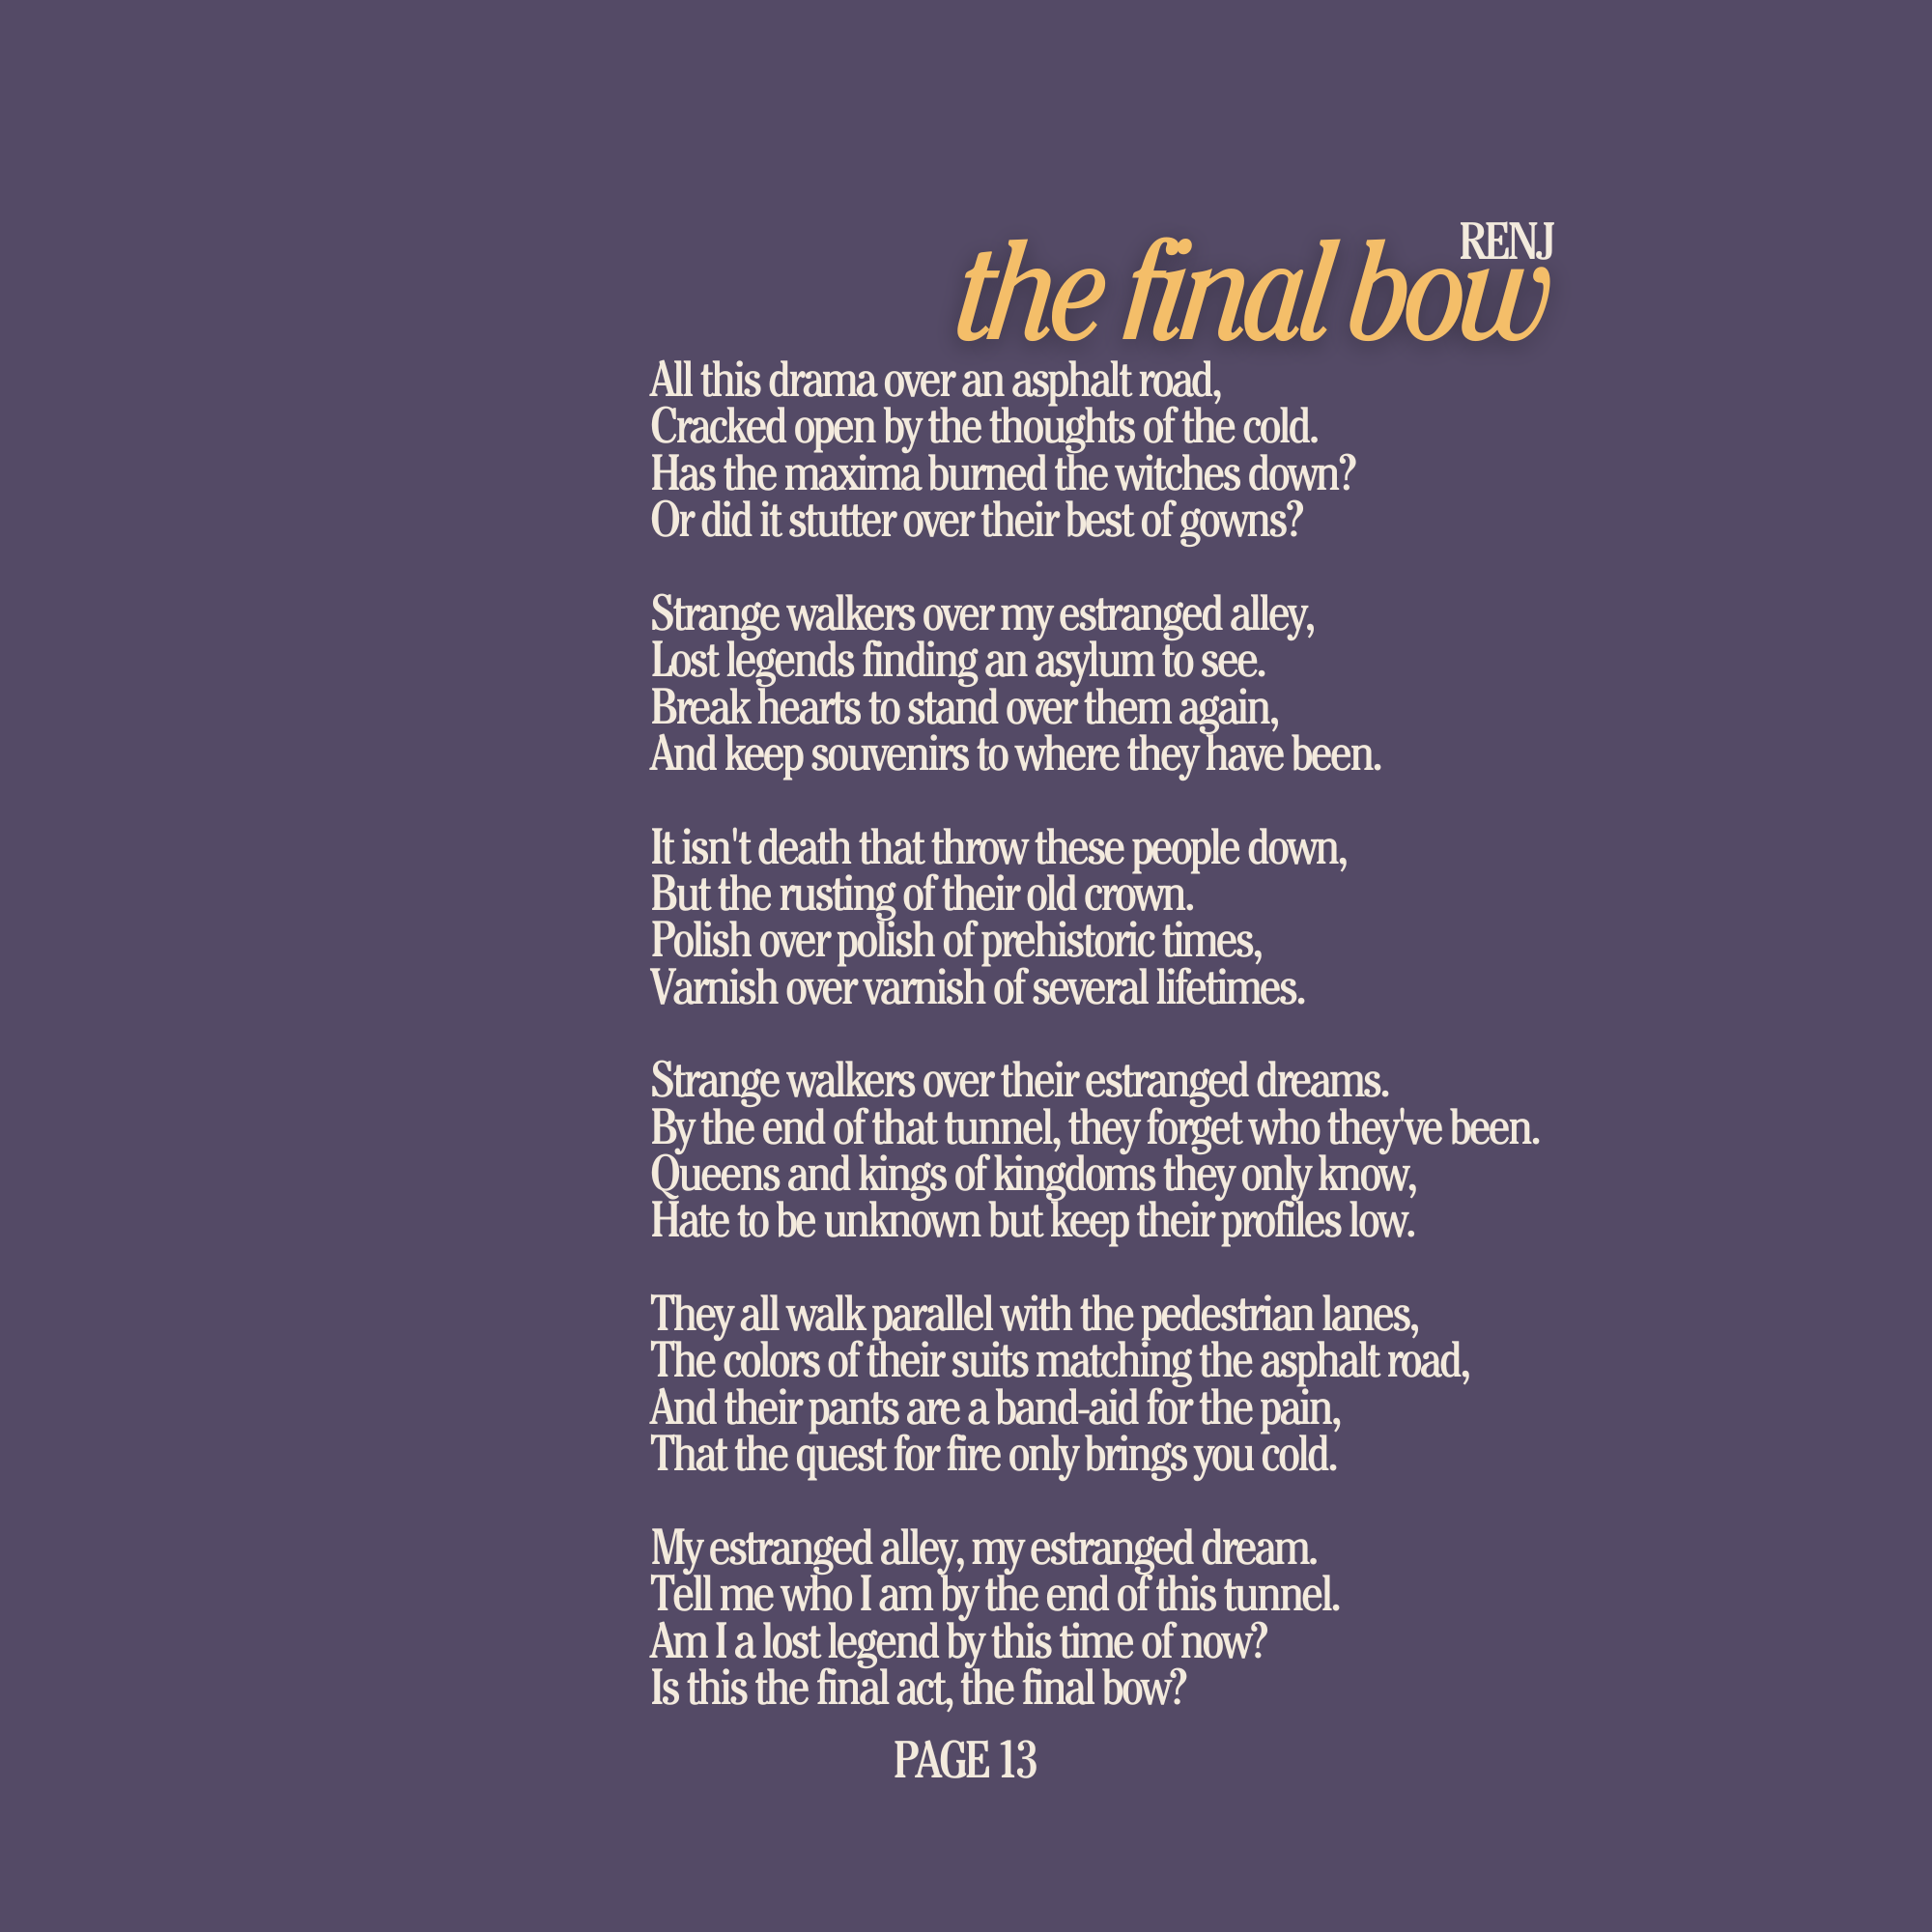 RENJ
the final bow
All this drama over an asphalt road,
Cracked open by the thoughts of the cold.
Has the maxima burned the witches down?
Or did it stutter over their best of gowns?
Strange walkers over my estranged alley,
Lost legends finding an asylum to see.
Break hearts to stand over them again,
And keep souvenirs to where they have been.
It isn't death that throw these people down,
But the rusting of their old crown.
Polish over polish of prehistoric times,
Varnish over varnish of several lifetimes.
Strange walkers over their estranged dreams.
By the end of that tunnel, they forget who they've been.
Queens and kings of kingdoms they only know,
Hate to be unknown but keep their profiles low.
They all walk parallel with the pedestrian lanes,
The colors of their suits matching the asphalt road,
And their pants are a band-aid for the pain,
That the quest for fire only brings you cold.
My estranged alley, my estranged dream.
Tell me who I am by the end of this tunnel.
Am I a lost legend by this time of now?
Is this the final act, the final bow?
PAGE 13